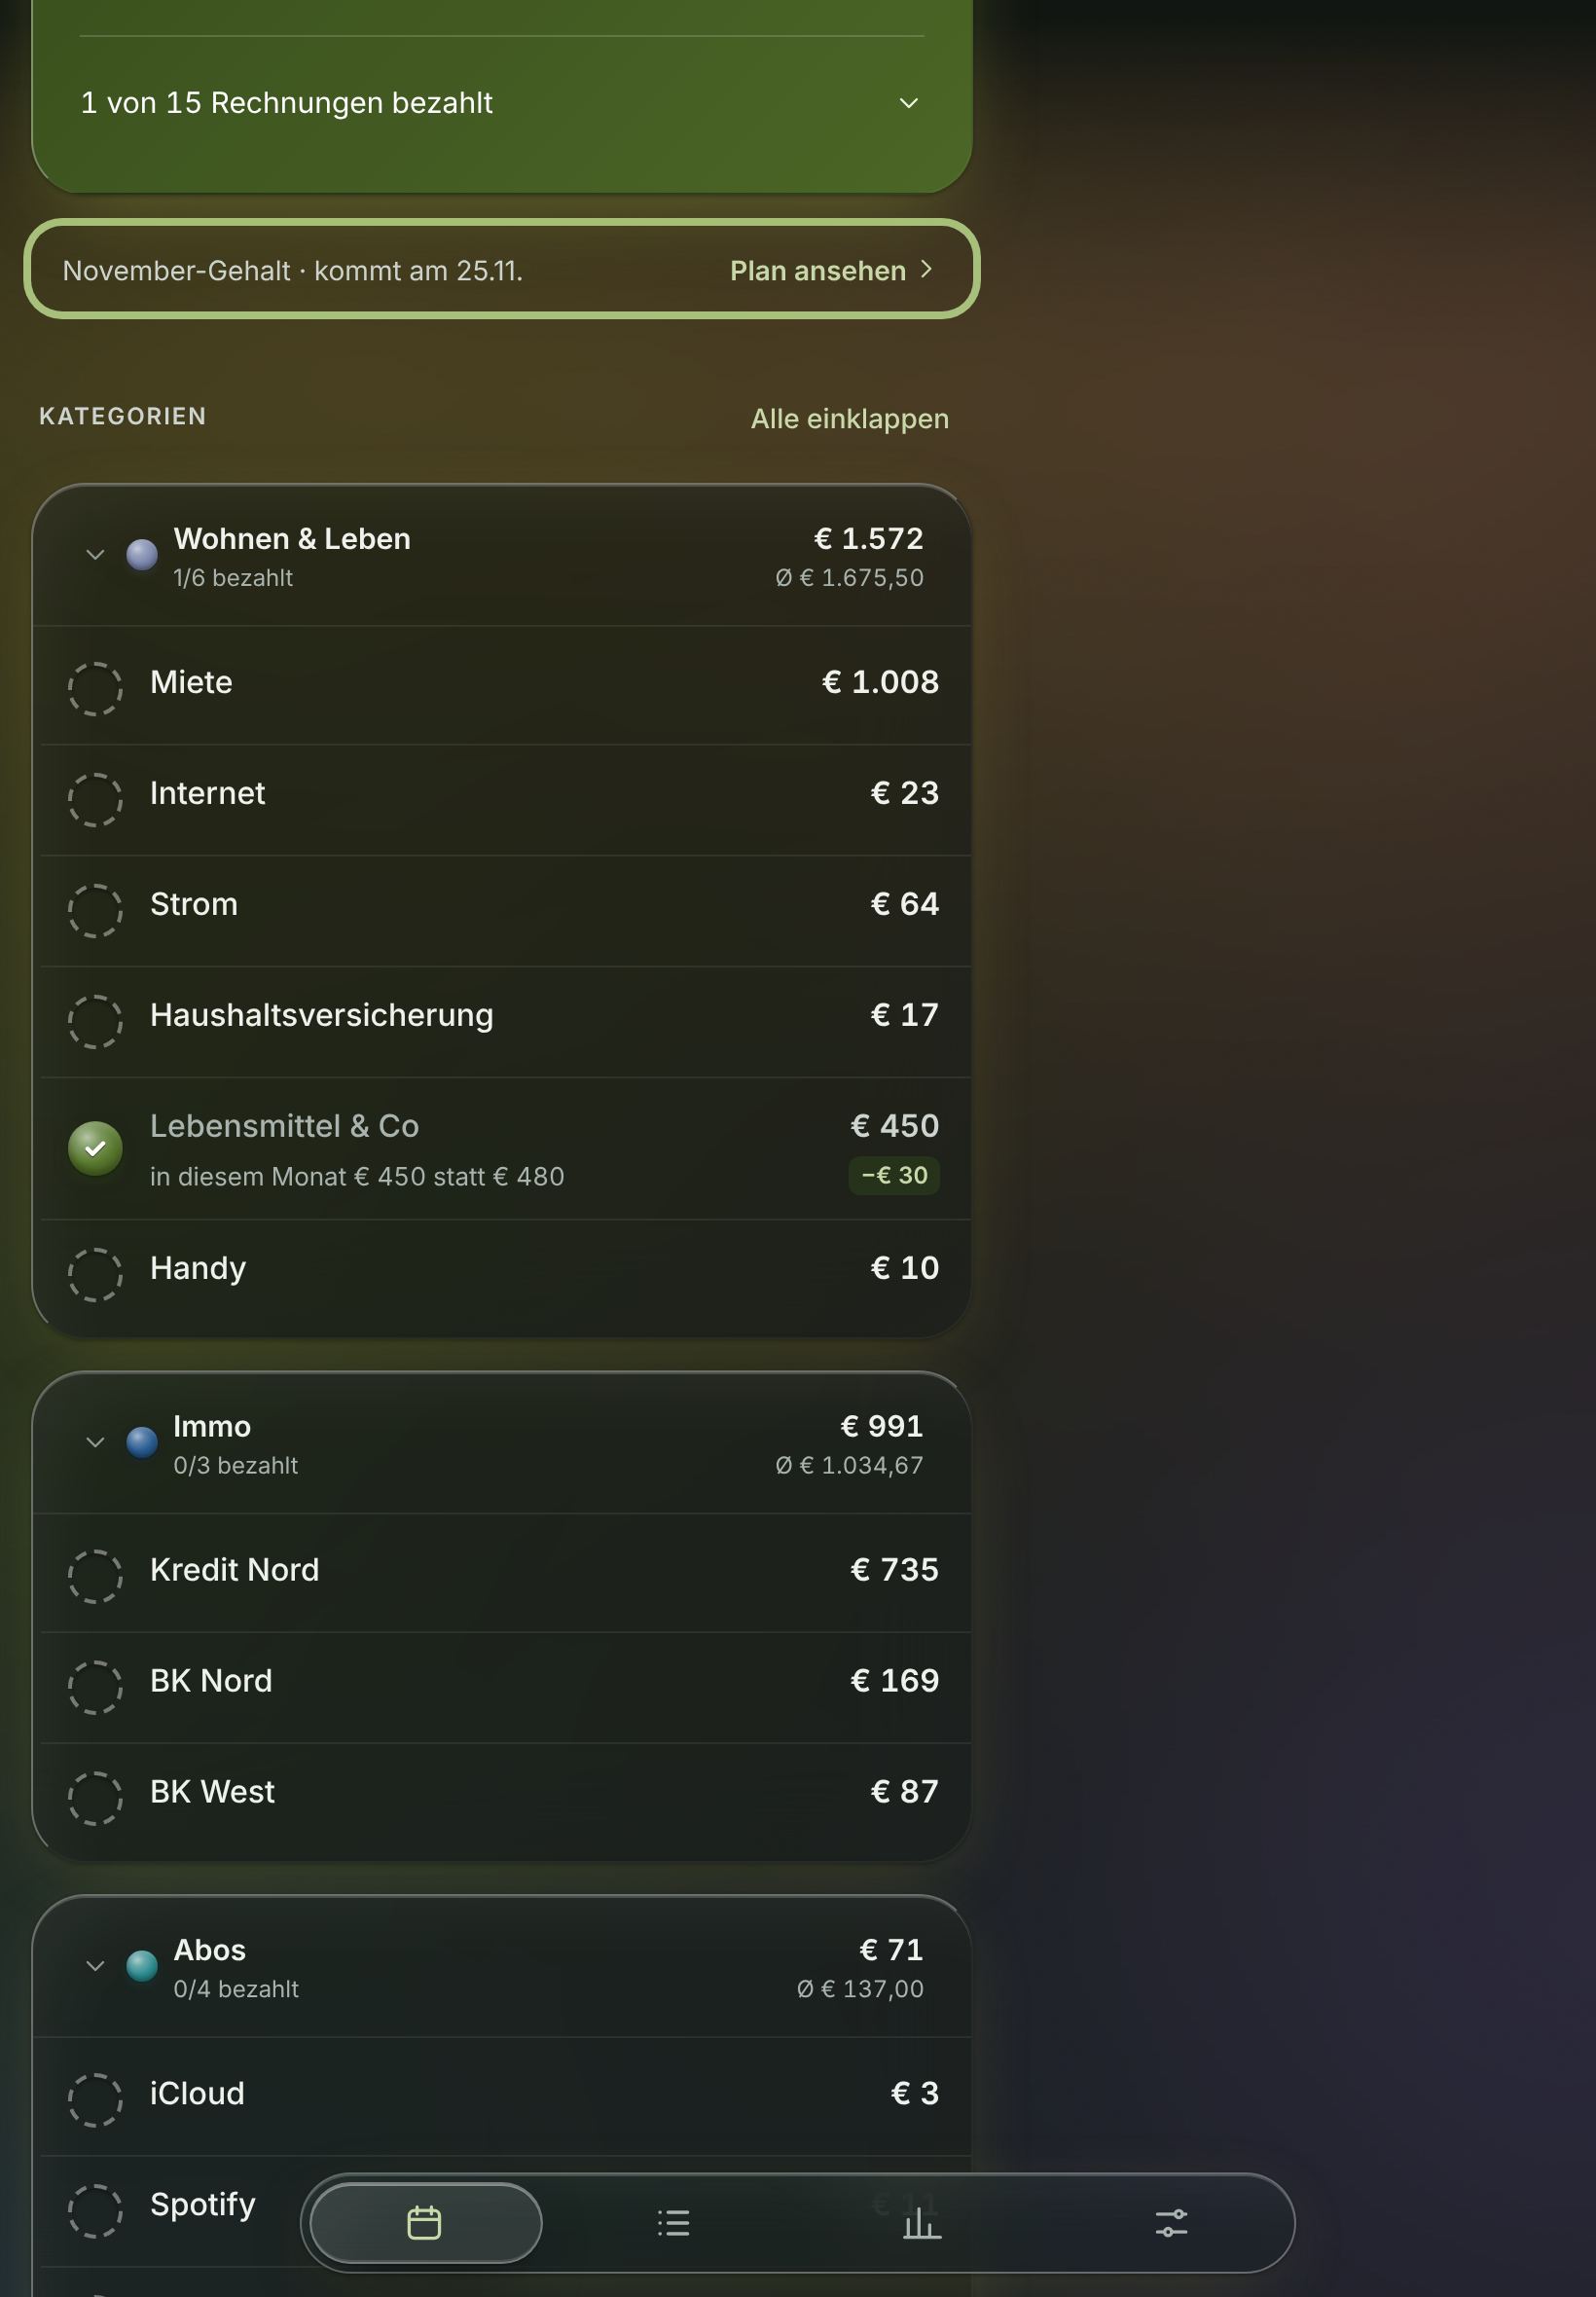 1 von 15 Rechnungen bezahlt
November-Gehalt · kommt am 25.11. Plan ansehen
KATEGORIEN Alle einklappen
Wohnen & Leben € 1.572
1/6 bezahlt Ø € 1.675,50
Miete € 1.008
Internet € 23
Strom € 64
Haushaltsversicherung € 17
Lebensmittel & Co € 450
in diesem Monat € 450 statt € 480 −€ 30
Handy € 10
Immo € 991
0/3 bezahlt Ø € 1.034,67
Kredit Nord € 735
BK Nord € 169
BK West € 87
Abos € 71
0/4 bezahlt Ø € 137,00
iCloud € 3
Spotify